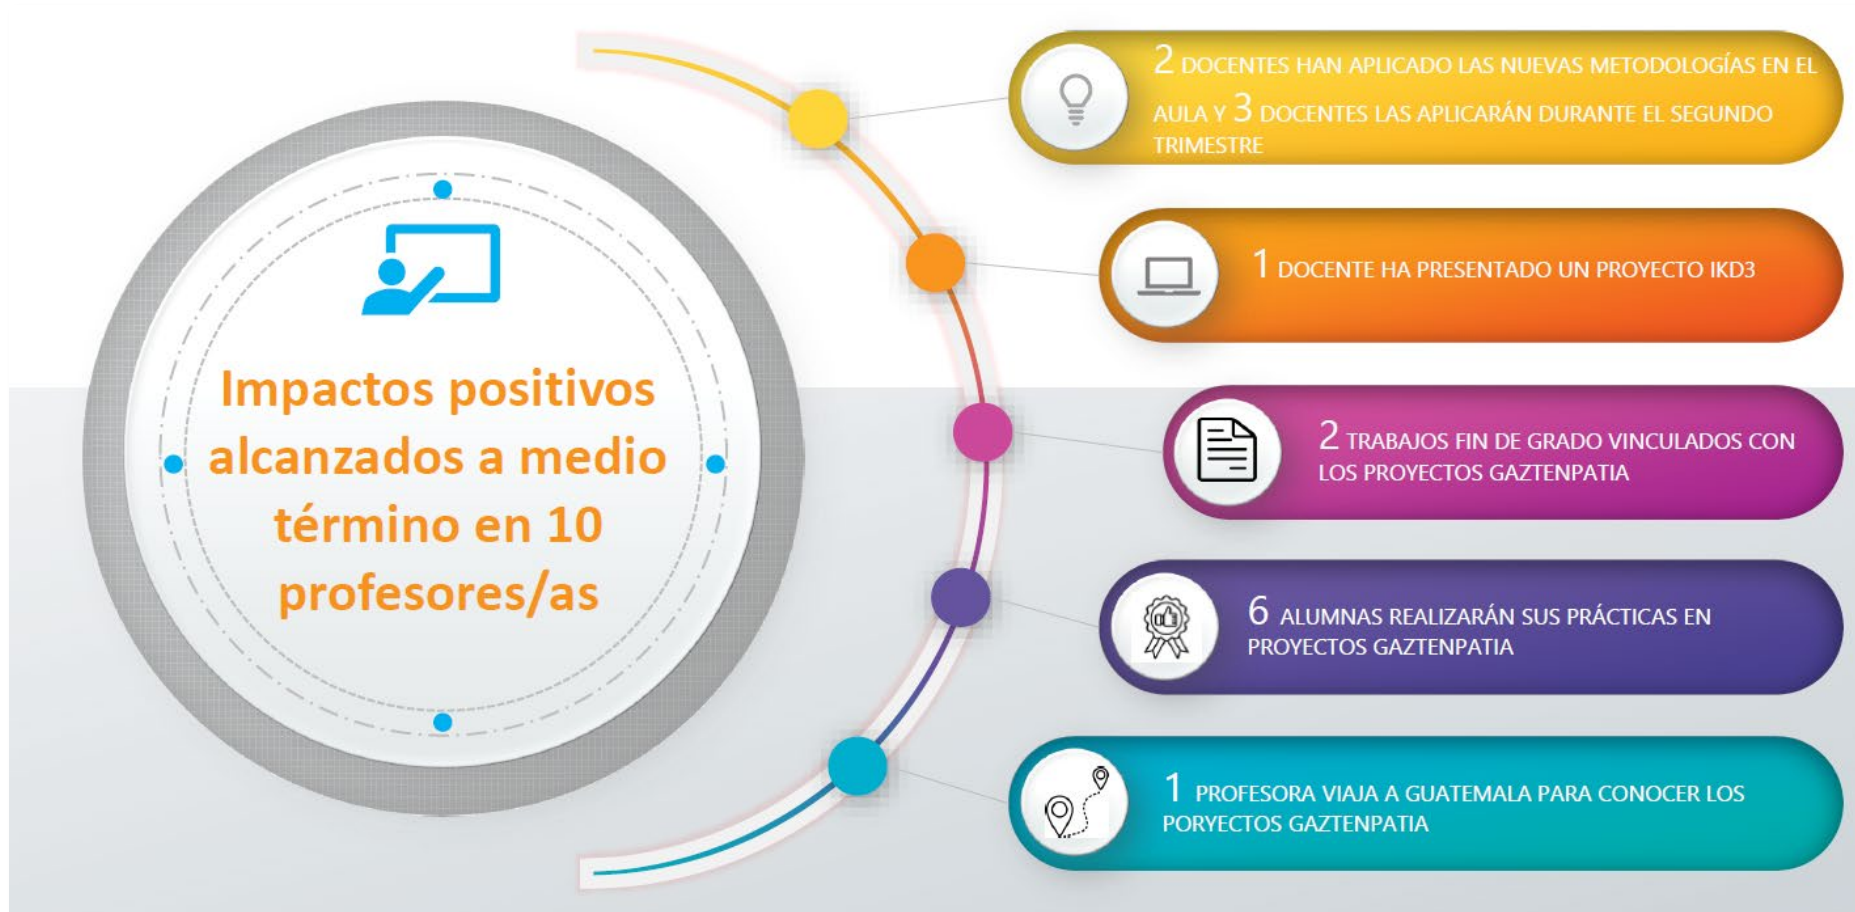 Impactos positivos
alcanzados a medio
término en 10
profesores/as
2 DOCENTES HAN APLICADO LAS NUEVAS METODOLOGÍAS EN EL
AULA Y 3 DOCENTES LAS APLICARÁN DURANTE EL SEGUNDO
TRIMESTRE
1 DOCENTE HA PRESENTADO UN PROYECTO IKD3
2 TRABAJOS FIN DE GRADO VINCULADOS CON
LOS PROYECTOS GAZTENPATIA
6 ALUMNAS REALIZARÁN SUS PRÁCTICAS EN
PROYECTOS GAZTENPATIA
1 PROFESORA VIAJA A GUATEMALA PARA CONOCER LOS
PORYECTOS GAZTENPATIA